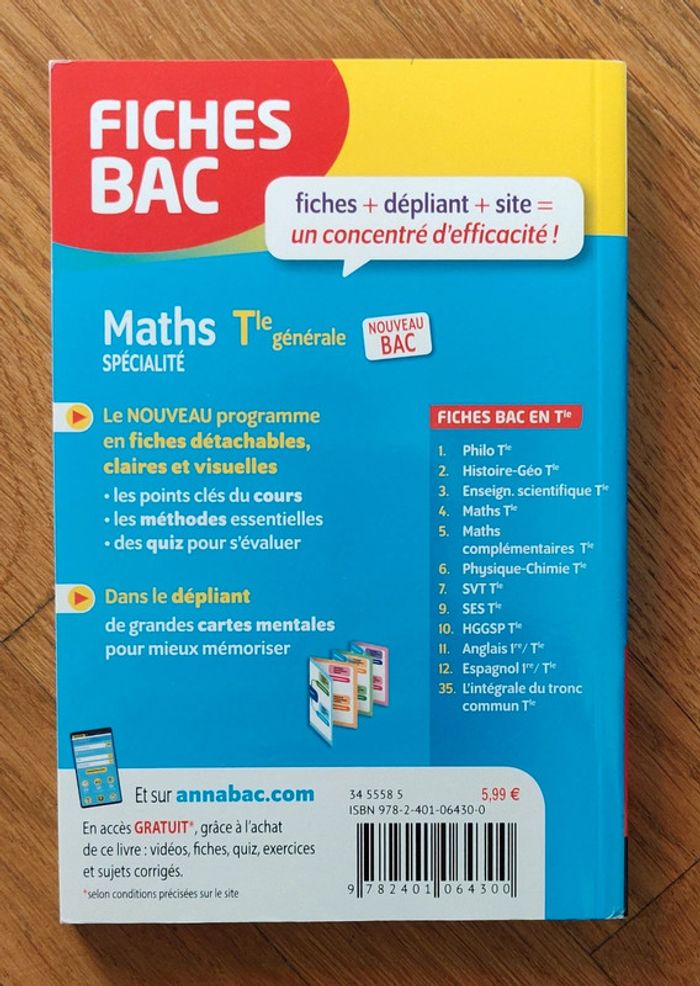 FICHES
BAC
fiches + dépliant + site =
un concentré d'efficacité !
Maths Tle générale
SPÉCIALITÉ
NOUVEAU
BAC
Le NOUVEAU programme
en fiches détachables,
claires et visuelles
• les points clés du cours
• les méthodes essentielles
• des quiz pour s'évaluer
Dans le dépliant
de grandes cartes mentales
pour mieux mémoriser
FICHES BAC EN Tle
1. Philo Tle
2. Histoire-Géo Tle
3. Enseign. scientifique Tle
4. Maths Tle
5. Maths
complémentaires Tle
6. Physique-Chimie Tle
7. SVT Tle
9. SES Tle
10. HGGSP Tle
11. Anglais 1re/ Tle
12. Espagnol 1re/ Tle
35. L'intégrale du tronc
commun Tle
Et sur annabac.com
En accès GRATUIT*, grâce à l'achat
de ce livre : vidéos, fiches, quiz, exercices
et sujets corrigés.
*selon conditions précisées sur le site
34 5558 5
5,99 €
ISBN 978-2-401-06430-0
9 782401 064300